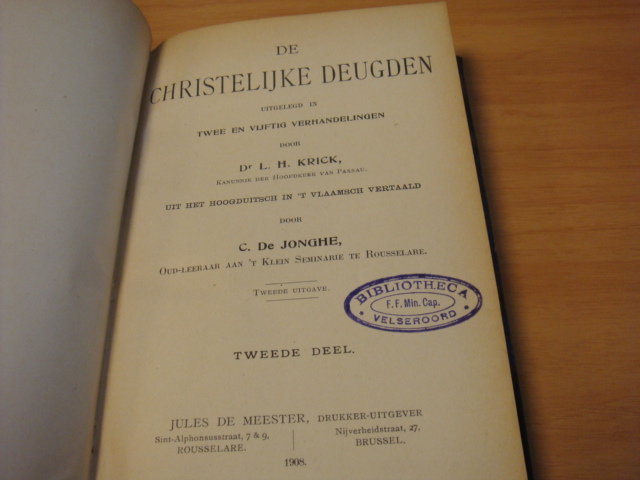 DE
CHRISTELIJKE DEUGDEN
UITGELEGD IN
TWEE EN VIJFTIG VERHANDELINGEN
DOOR
Dr L. H. KRICK,
KANUNNIK DER HOOFDKERK VAN PASSAU.
UIT HET HOOGDUITSCH IN 'T VLAAMSCH VERTAALD
DOOR
C. De JONGHE,
OUD-LEERAAR AAN 'T KLEIN SEMINARIE TE ROUSSELARE.
TWEEDE UITGAVE.
BIBLIOTHECA
F. F. Min. Cap.
VELSEROORD
TWEEDE DEEL.
JULES DE MEESTER, DRUKKER-UITGEVER
Sint-Alphonsusstraat, 7 & 9,
ROUSSELARE.
Nijverheidstraat, 27.
BRUSSEL.
1908.